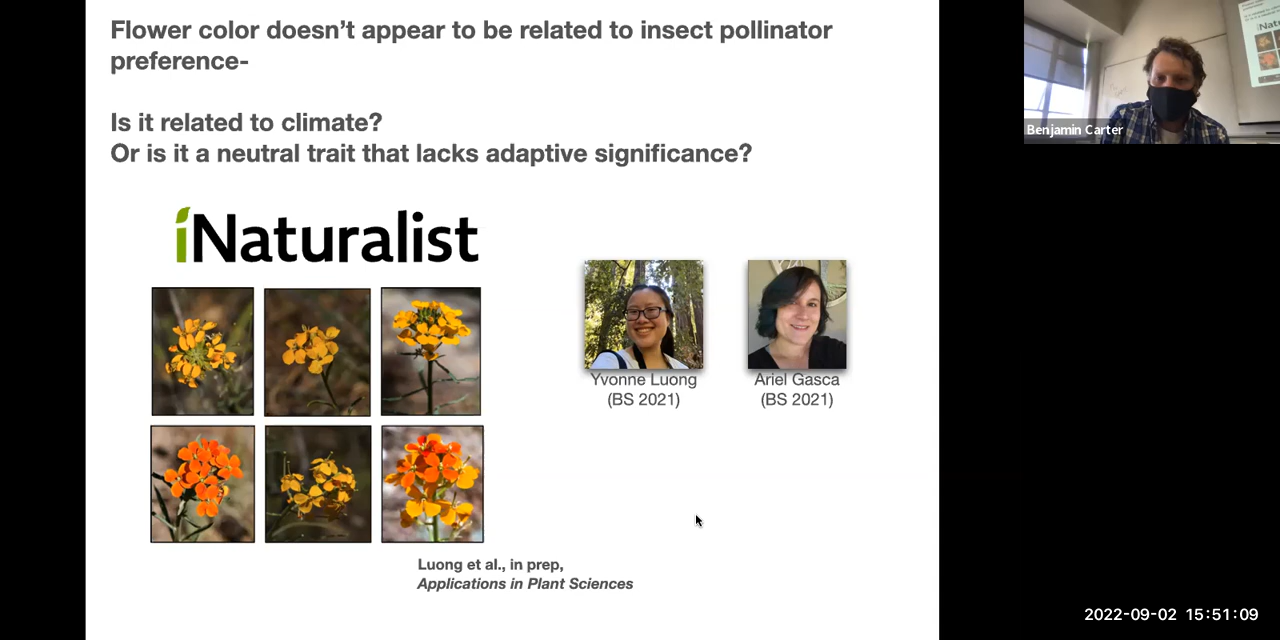 Flower color doesn't appear to be related to insect pollinator
preference-
Is it related to climate?
Or is it a neutral trait that lacks adaptive significance?
iNaturalist
Yvonne Luong
(BS 2021)
Ariel Gasca
(BS 2021)
Luong et al., in prep,
Applications in Plant Sciences
Benjamin Carter
2022-09-02 15:51:09